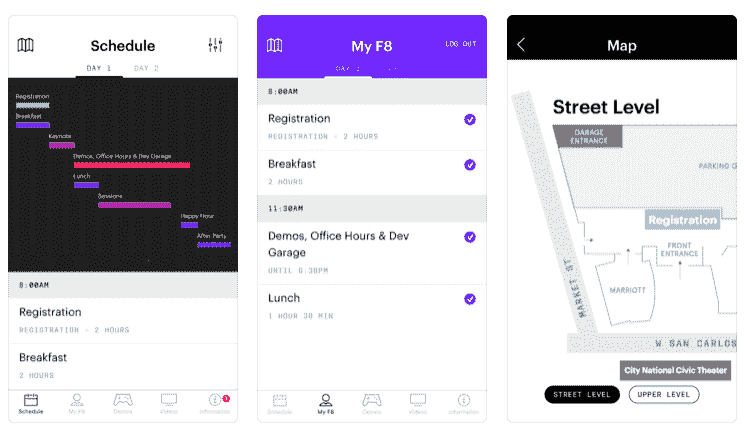 Schedule
DAY 1 DAY 2
Registration
Breakfast
Keynote
Demos, Office Hours & Dev Garage
Lunch
Sessions
Happy Hour
After Party
8:00AM
Registration
REGISTRATION - 2 HOURS
Breakfast
2 HOURS
Schedule My F8 Demos Videos Information
My F8
LOG OUT
DAY 1
8:00AM
Registration
REGISTRATION - 2 HOURS
Breakfast
2 HOURS
11:30AM
Demos, Office Hours & Dev
Garage
UNTIL 6:30PM
Lunch
1 HOUR 30 MIN
Schedule My F8 Demos Videos Information
Map
Street Level
GARAGE
ENTRANCE
PARKING G
Registration
FRONT
ENTRANCE
MARRIOTT
MARKET ST
W SAN CARLOS
City National Civic Theater
STREET LEVEL UPPER LEVEL